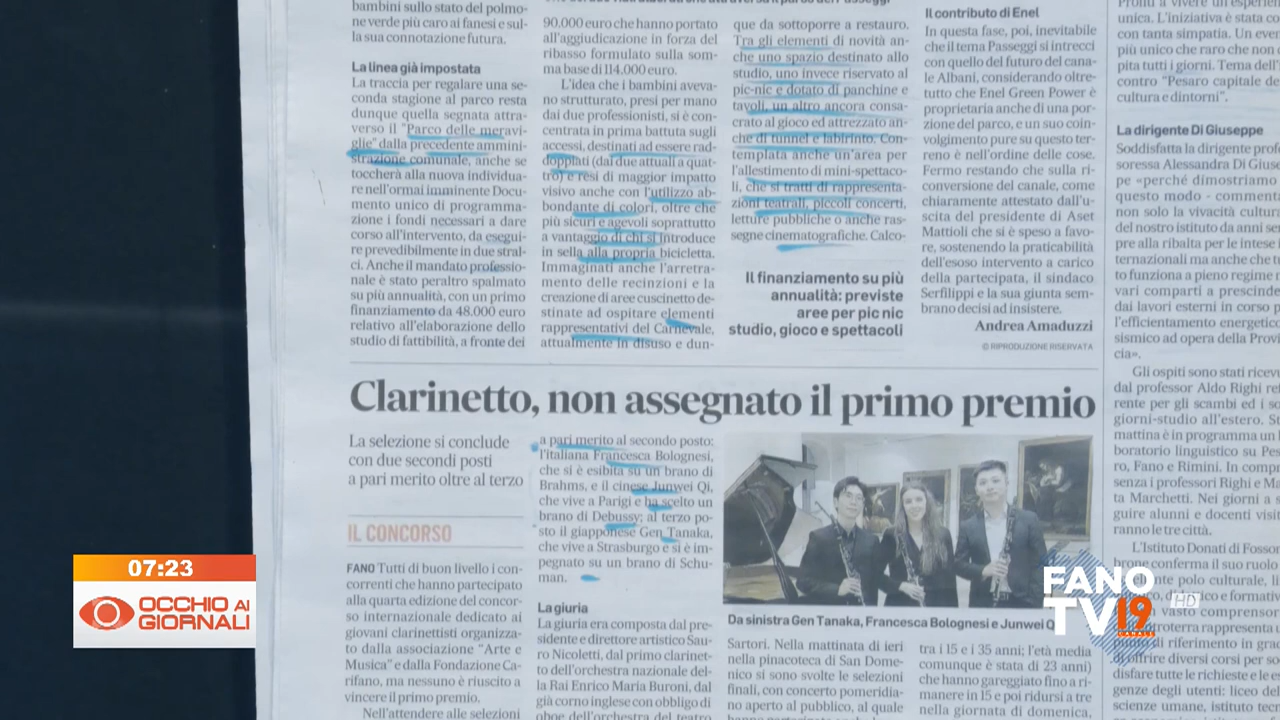 bambini sullo stato del polmo-
ne verde più caro ai fanesi e sul-
la sua connotazione futura.
La linea già impostata
La traccia per regalare una se-
conda stagione al parco resta
dunque quella segnata attra-
verso il "Parco delle meravi-
glie" dalla precedente ammini-
strazione comunale, anche se
toccherà alla nuova individua-
re nell'ormai imminente Docu-
mento unico di programma-
zione i fondi necessari a dare
corso all'intervento, da esegui-
re prevedibilmente in due stral-
ci. Anche il mandato professio-
nale è stato peraltro spalmato
su più annualità, con un primo
finanziamento da 48.000 euro
relativo all'elaborazione dello
studio di fattibilità, a fronte dei
90.000 euro che hanno portato
all'aggiudicazione in forza del
ribasso formulato sulla som-
ma base di 114.000 euro.
L'idea che i bambini aveva-
no strutturato, presi per mano
dai due professionisti, si è con-
centrata in prima battuta sugli
accessi, destinati ad essere rad-
doppiati (dai due attuali a quat-
tro) e resi di maggior impatto
visivo anche con l'utilizzo ab-
bondante di colori, oltre che
più sicuri e agevoli soprattutto
a vantaggio di chi si introduce
in sella alla propria bicicletta.
Immaginati anche l'arretra-
mento delle recinzioni e la
creazione di aree cuscinetto de-
stinate ad ospitare elementi
rappresentativi del Carnevale,
attualmente in disuso e dun-
que da sottoporre a restauro.
Tra gli elementi di novità an-
che uno spazio destinato allo
studio, uno invece riservato al
pic-nic e dotato di panchine e
tavoli, un altro ancora consa-
crato al gioco ed attrezzato an-
che di tunnel e labirinto. Con-
templata anche un'area per
l'allestimento di mini-spettaco-
li, che si tratti di rappresenta-
zioni teatrali, piccoli concerti,
letture pubbliche o anche ras-
segne cinematografiche. Calco-
Il finanziamento su più
annualità: previste
aree per pic nic
studio, gioco e spettacoli
Il contributo di Enel
In questa fase, poi, inevitabile
che il tema Passeggi si intrecci
con quello del futuro del cana-
le Albani, considerando oltre-
tutto che Enel Green Power è
proprietaria anche di una por-
zione del parco, e un suo coin-
volgimento pure su questo ter-
reno è nell'ordine delle cose.
Fermo restando che sulla ri-
conversione del canale, come
chiaramente attestato dall'u-
scita del presidente di Aset
Mattioli che si è speso a favo-
re, sostenendo la praticabilità
dell'esoso intervento a carico
della partecipata, il sindaco
Serfilippi e la sua giunta sem-
brano decisi ad insistere.
Andrea Amaduzzi
© RIPRODUZIONE RISERVATA
unica. L'iniziativa è stata co
con tanta simpatia. Un even
più unico che raro che non
pita tutti i giorni. Tema dell'
contro "Pesaro capitale de
cultura e dintorni".
La dirigente Di Giuseppe
Soddisfatta la dirigente profe
soressa Alessandra Di Gius
pe «perché dimostriamo
questo modo - comment
non solo la vivacità cultur
del nostro istituto da anni se
pre alla ribalta per le intese
ternazionali ma anche che tu
to funziona a pieno regime
vari comparti a prescinde
dai lavori esterni in corso p
l'efficientamento energetico
sismico ad opera della Provi
cia».
Gli ospiti sono stati ricevu
dal professor Aldo Righi re
rente per gli scambi ed i so
giorni-studio all'estero. St
mattina è in programma un l
boratorio linguistico su Pes
ro, Fano e Rimini. In comp
senza i professori Righi e Ma
ta Marchetti. Nei giorni a
guire alunni e docenti visit
ranno le tre città.
L'Istituto Donati di Fosso
conferma il suo ruolo
polo culturale, l
e formativ
vasto comprensor
rappresenta u
di riferimento in gra
offrire diversi corsi per so
disfare tutte le richieste e le e
genze degli utenti: liceo de
scienze umane, istituto tec
Clarinetto, non assegnato il primo premio
La selezione si conclude
con due secondi posti
a pari merito oltre al terzo
IL CONCORSO
FANO Tutti di buon livello i con-
correnti che hanno partecipato
alla quarta edizione del concor-
so internazionale dedicato ai
giovani clarinettisti organizza-
to dalla associazione "Arte e
Musica" e dalla Fondazione Ca-
rifano, ma nessuno è riuscito a
vincere il primo premio.
Nell'attendere alle selezioni
a pari merito al secondo posto:
l'italiana Francesca Bolognesi,
che si è esibita su un brano di
Brahms, e il cinese Junwei Qi,
che vive a Parigi e ha scelto un
brano di Debussy; al terzo po-
sto il giapponese Gen Tanaka,
che vive a Strasburgo e si è im-
pegnato su un brano di Schu-
man.
La giuria
La giuria era composta dal pre-
sidente e direttore artistico Sau-
ro Nicoletti, dal primo clarinet-
to dell'orchestra nazionale del-
la Rai Enrico Maria Buroni, dal
già corno inglese con obbligo di
oboe dell'orchestra del teatro
Da sinistra Gen Tanaka, Francesca Bolognesi e Junwei Q
Sartori. Nella mattinata di ieri
nella pinacoteca di San Dome-
nico si sono svolte le selezioni
finali, con concerto pomeridia-
no aperto al pubblico, al quale
tra i 15 e i 35 anni; l'età media
comunque è stata di 23 anni)
che hanno gareggiato fino a ri-
manere in 15 e poi ridursi a tre
nella giornata di domenica.
07:23
OCCHIO AI
GIORNALI
FANO
TV 19
CANALE
HD